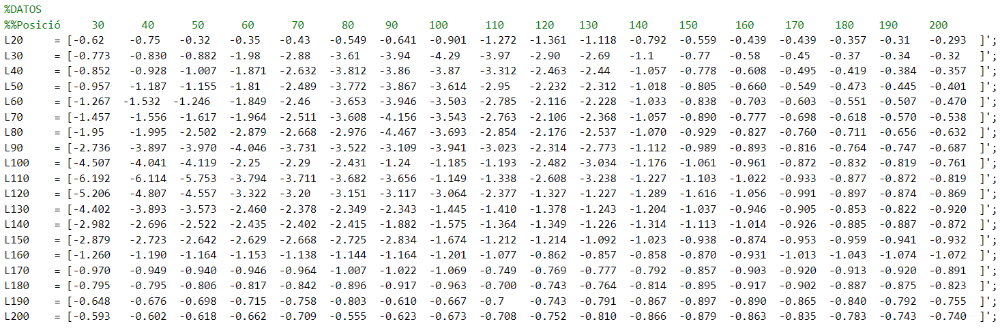 %DATOS
%%Posició 30 40 50 60 70 80 90 100 110 120 130 140 150 160 170 180 190 200
L20 = [-0.62 -0.75 -0.32 -0.35 -0.43 -0.549 -0.641 -0.901 -1.272 -1.361 -1.118 -0.792 -0.559 -0.439 -0.439 -0.357 -0.31 -0.293 ]';
L30 = [-0.773 -0.830 -0.882 -1.98 -2.88 -3.61 -3.94 -4.29 -3.97 -2.90 -2.69 -1.1 -0.77 -0.58 -0.45 -0.37 -0.34 -0.32 ]';
L40 = [-0.852 -0.928 -1.007 -1.871 -2.632 -3.812 -3.86 -3.87 -3.312 -2.463 -2.44 -1.057 -0.778 -0.608 -0.495 -0.419 -0.384 -0.357 ]';
L50 = [-0.957 -1.187 -1.155 -1.81 -2.489 -3.772 -3.867 -3.614 -2.95 -2.232 -2.312 -1.018 -0.805 -0.660 -0.549 -0.473 -0.445 -0.401 ]';
L60 = [-1.267 -1.532 -1.246 -1.849 -2.46 -3.653 -3.946 -3.503 -2.785 -2.116 -2.228 -1.033 -0.838 -0.703 -0.603 -0.551 -0.507 -0.470 ]';
L70 = [-1.457 -1.556 -1.617 -1.964 -2.511 -3.608 -4.156 -3.543 -2.763 -2.106 -2.368 -1.057 -0.890 -0.777 -0.698 -0.618 -0.570 -0.538 ]';
L80 = [-1.95 -1.995 -2.502 -2.879 -2.668 -2.976 -4.467 -3.693 -2.854 -2.176 -2.537 -1.070 -0.929 -0.827 -0.760 -0.711 -0.656 -0.632 ]';
L90 = [-2.736 -3.897 -3.970 -4.046 -3.731 -3.522 -3.109 -3.941 -3.023 -2.314 -2.773 -1.112 -0.989 -0.893 -0.816 -0.764 -0.747 -0.687 ]';
L100 = [-4.507 -4.041 -4.119 -2.25 -2.29 -2.431 -1.24 -1.185 -1.193 -2.482 -3.034 -1.176 -1.061 -0.961 -0.872 -0.832 -0.819 -0.761 ]';
L110 = [-6.192 -6.114 -5.753 -3.794 -3.711 -3.682 -3.656 -1.149 -1.338 -2.608 -3.238 -1.227 -1.103 -1.022 -0.933 -0.877 -0.872 -0.819 ]';
L120 = [-5.206 -4.807 -4.557 -3.322 -3.20 -3.151 -3.117 -3.064 -2.377 -1.327 -1.227 -1.289 -1.616 -1.056 -0.991 -0.897 -0.874 -0.869 ]';
L130 = [-4.402 -3.893 -3.573 -2.460 -2.378 -2.349 -2.343 -1.445 -1.410 -1.378 -1.243 -1.204 -1.037 -0.946 -0.905 -0.853 -0.822 -0.920 ]';
L140 = [-2.982 -2.696 -2.522 -2.435 -2.402 -2.415 -1.882 -1.575 -1.364 -1.349 -1.226 -1.314 -1.113 -1.014 -0.926 -0.885 -0.887 -0.872 ]';
L150 = [-2.879 -2.723 -2.642 -2.629 -2.668 -2.725 -2.834 -1.674 -1.212 -1.214 -1.092 -1.023 -0.938 -0.874 -0.953 -0.959 -0.941 -0.932 ]';
L160 = [-1.260 -1.190 -1.164 -1.153 -1.138 -1.144 -1.164 -1.201 -1.077 -0.862 -0.857 -0.858 -0.870 -0.931 -1.013 -1.043 -1.074 -1.072 ]';
L170 = [-0.970 -0.949 -0.940 -0.946 -0.964 -1.007 -1.022 -1.069 -0.749 -0.769 -0.777 -0.792 -0.857 -0.903 -0.920 -0.913 -0.920 -0.891 ]';
L180 = [-0.795 -0.795 -0.806 -0.817 -0.842 -0.896 -0.917 -0.963 -0.700 -0.743 -0.764 -0.814 -0.895 -0.917 -0.902 -0.887 -0.875 -0.823 ]';
L190 = [-0.648 -0.676 -0.698 -0.715 -0.758 -0.803 -0.610 -0.667 -0.7 -0.743 -0.791 -0.867 -0.897 -0.890 -0.865 -0.840 -0.792 -0.755 ]';
L200 = [-0.593 -0.602 -0.618 -0.662 -0.709 -0.555 -0.623 -0.673 -0.708 -0.752 -0.810 -0.866 -0.879 -0.863 -0.835 -0.783 -0.743 -0.740 ]';